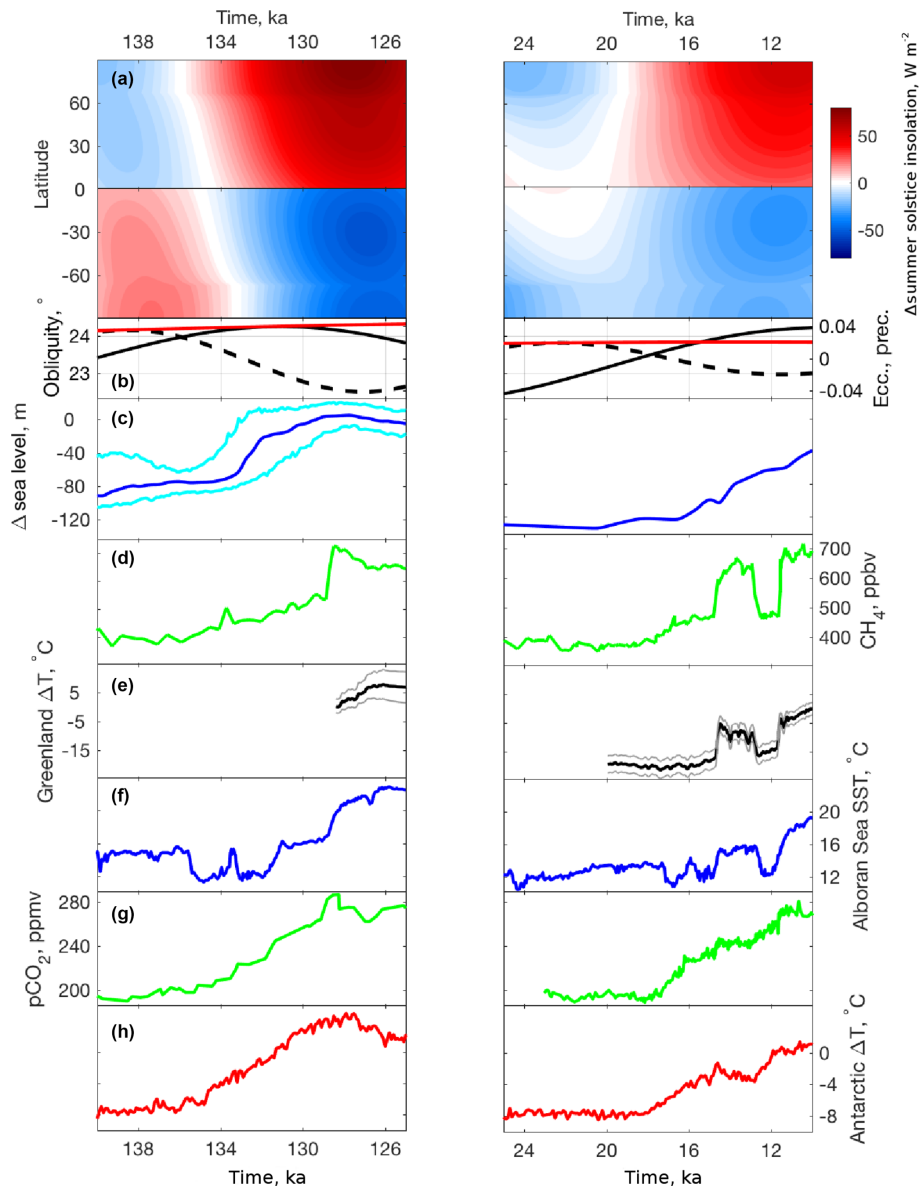 Time, ka
Time, ka
138 134 130 126
24 20 16 12
(a)
60
30
0
-30
-60
Latitude
50
0
-50
Δsummer solstice insolation, W m⁻²
24
23
Obliquity, °
(b)
0.04
0
-0.04
Ecc., prec.
(c)
0
-40
-80
-120
Δ sea level, m
(d)
700
600
500
400
CH₄, ppbv
(e)
5
-5
-15
Greenland ΔT, °C
(f)
20
16
12
Alboran Sea SST, °C
(g)
280
240
200
pCO₂, ppmv
(h)
0
-4
-8
Antarctic ΔT, °C
138 134 130 126
24 20 16 12
Time, ka
Time, ka